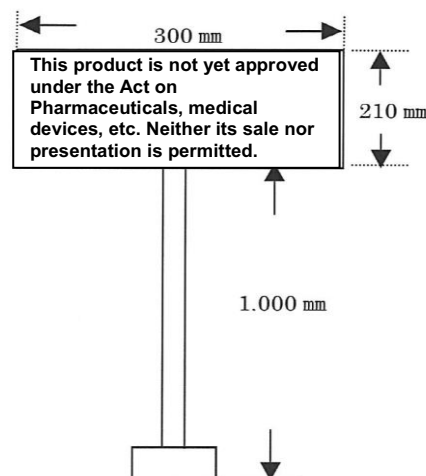 300 mm
This product is not yet approved
under the Act on
Pharmaceuticals, medical
devices, etc. Neither its sale nor
presentation is permitted.
210 mm
1.000 mm